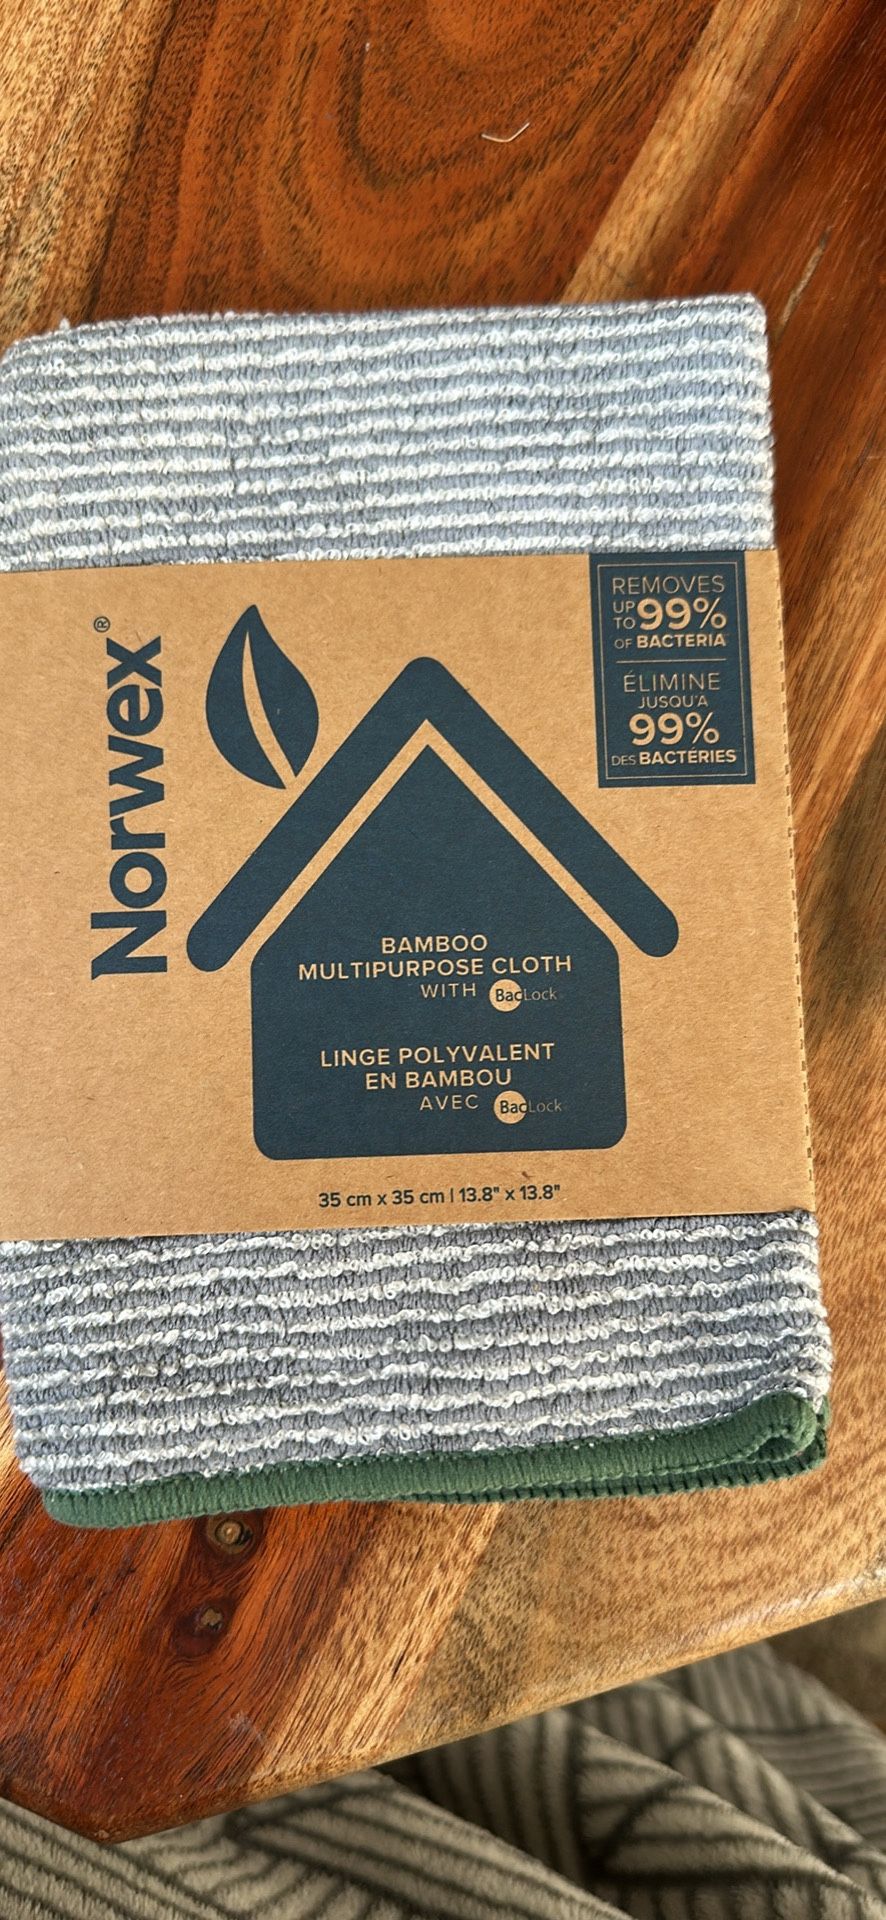 Norwex®
REMOVES
UP TO 99%
OF BACTERIA
ÉLIMINE
JUSQU'À
99%
DES BACTÉRIES
BAMBOO
MULTIPURPOSE CLOTH
WITH BacLock
LINGE POLYVALENT
EN BAMBOU
AVEC BacLock
35 cm x 35 cm | 13.8" x 13.8"